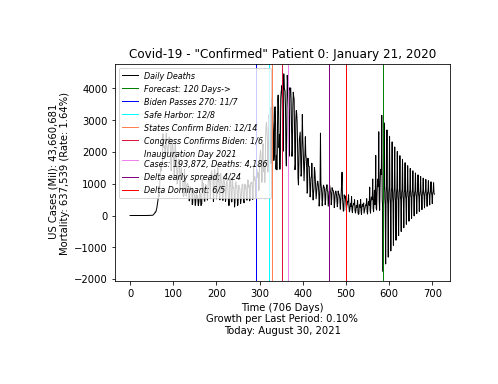 Covid-19 - "Confirmed" Patient 0: January 21, 2020
US Cases (Mil): 43,660,681
Mortality: 637,539 (Rate: 1.64%)
4000
3000
2000
1000
0
−1000
−2000
Daily Deaths
Forecast: 120 Days->
Biden Passes 270: 11/7
Safe Harbor: 12/8
States Confirm Biden: 12/14
Congress Confirms Biden: 1/6
Inauguration Day 2021
Cases: 193,872, Deaths: 4,186
Delta early spread: 4/24
Delta Dominant: 6/5
0 100 200 300 400 500 600 700
Time (706 Days)
Growth per Last Period: 0.10%
Today: August 30, 2021